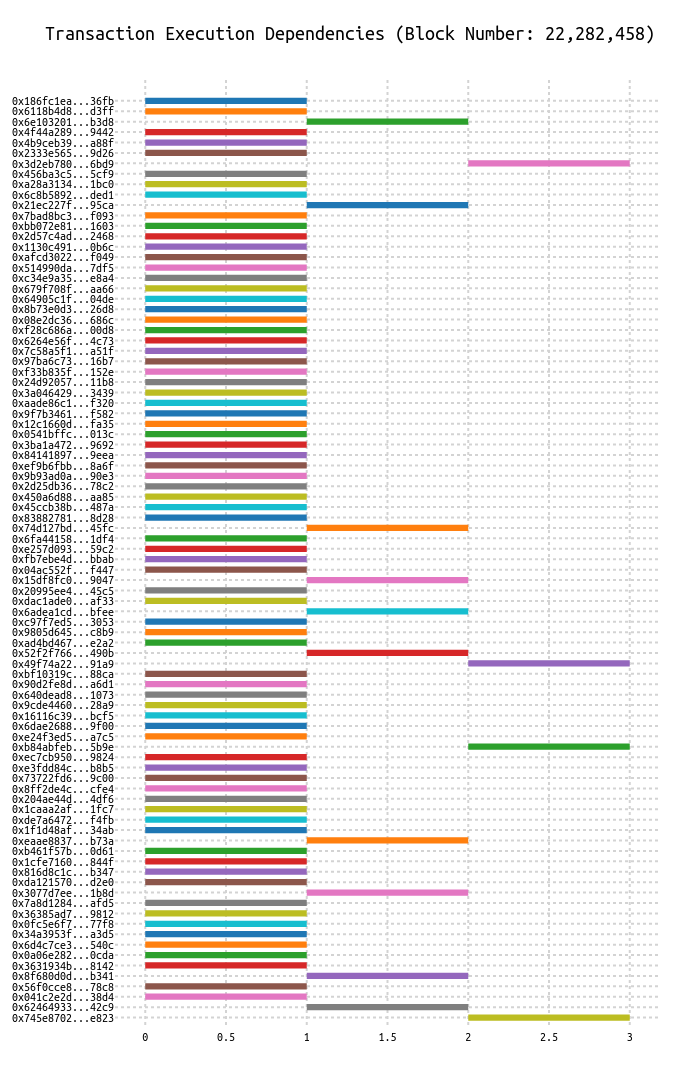 Transaction Execution Dependencies (Block Number: 22,282,458)
0x186fc1ea...36fb
0x6118b4d8...d3ff
0x6e103201...b3d8
0x4f44a289...9442
0x4b9ceb39...a88f
0x2333e565...9d26
0x3d2eb780...6bd9
0x456ba3c5...5cf9
0xa28a3134...1bc0
0x6c8b5892...ded1
0x21ec227f...95ca
0x7bad8bc3...f093
0xbb072e81...1603
0x2d57c4ad...2468
0x1130c491...0b6c
0xafcd3022...f049
0x514990da...7df5
0xc34e9a35...e8a4
0x679f708f...aa66
0x64905c1f...04de
0x8b73e0d3...26d8
0x08e2dc36...686c
0xf28c686a...00d8
0x6264e56f...4c73
0x7c58a5f1...a51f
0x97ba6c73...16b7
0xf33b835f...152e
0x24d92057...11b8
0x3a046429...3439
0xaade86c1...f320
0x9f7b3461...f582
0x12c1660d...fa35
0x0541bffc...013c
0x3ba1a472...9692
0x84141897...9eea
0xef9b6fbb...8a6f
0x9b93ad0a...90e3
0x2d25db36...78c2
0x450a6d88...aa85
0x45ccb38b...487a
0x83882781...8d28
0x74d127bd...45fc
0x6fa44158...1df4
0xe257d093...59c2
0xfb7ebe4d...bbab
0x04ac552f...f447
0x15df8fc0...9047
0x20995ee4...45c5
0xdac1ade0...af33
0x6adea1cd...bfee
0xc97f7ed5...3053
0x9805d645...c8b9
0xad4bd467...e2a2
0x52f2f766...490b
0x49f74a22...91a9
0xbf10319c...88ca
0x90d2fe8d...a6d1
0x640dead8...1073
0x9cde4460...28a9
0x16116c39...bcf5
0x6dae2688...9f00
0xe24f3ed5...a7c5
0xb84abfeb...5b9e
0xec7cb950...9824
0xe3fdd84c...b8b5
0x73722fd6...9c00
0x8ff2de4c...cfe4
0x204ae44d...4df6
0x1caaa2af...1fc7
0xde7a6472...f4fb
0x1f1d48af...34ab
0xeaae8837...b73a
0xb461f57b...0d61
0x1cfe7160...844f
0x816d8c1c...b347
0xda121570...d2e0
0x3077d7ee...1b8d
0x7a8d1284...afd5
0x36385ad7...9812
0x0fc5e6f7...77f8
0x34a3953f...a3d5
0x6d4c7ce3...540c
0x0a06e282...0cda
0x3631934b...8142
0x8f680d0d...b341
0x56f0cce8...78c8
0x041c2e2d...38d4
0x62464933...42c9
0x745e8702...e823
0 0.5 1 1.5 2 2.5 3